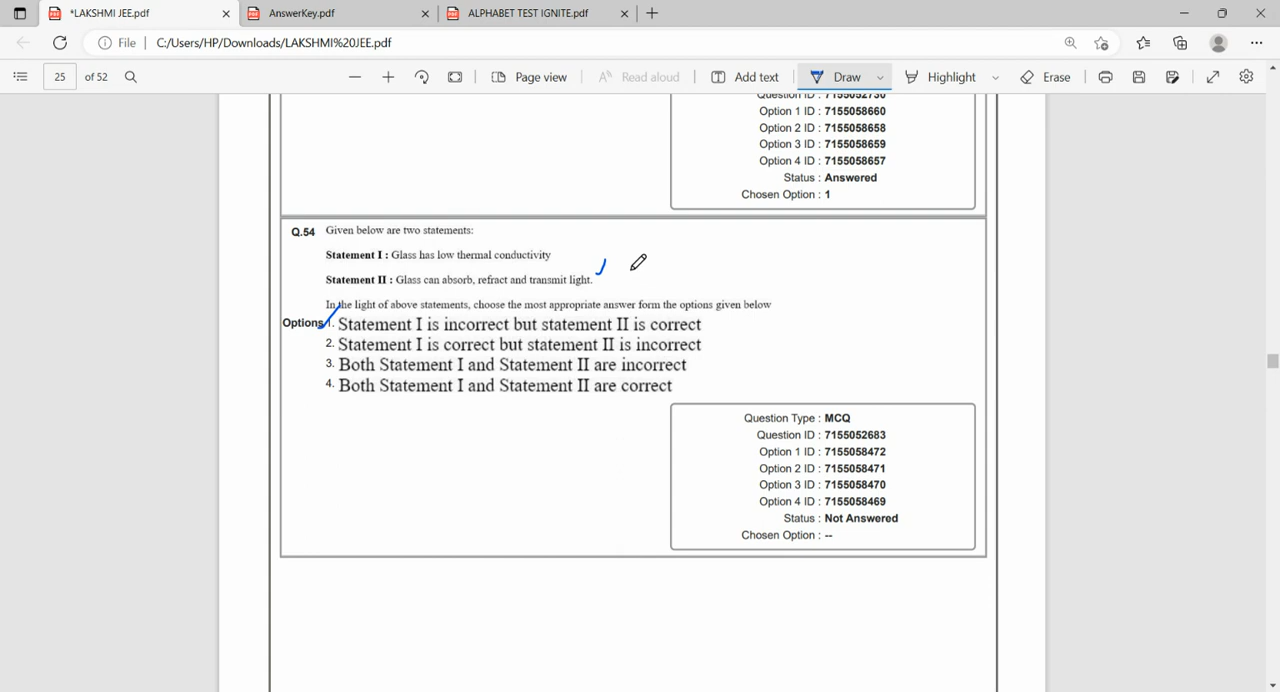 *LAKSHMI JEE.pdf
AnswerKey.pdf
ALPHABET TEST IGNITE.pdf
File
C:/Users/HP/Downloads/LAKSHMI%20JEE.pdf
25 of 52
Page view
Read aloud
Add text
Draw
Highlight
Erase
Question ID : 7155052730
Option 1 ID : 7155058660
Option 2 ID : 7155058658
Option 3 ID : 7155058659
Option 4 ID : 7155058657
Status : Answered
Chosen Option : 1
Q.54 Given below are two statements:
Statement I : Glass has low thermal conductivity
Statement II : Glass can absorb, refract and transmit light.
In the light of above statements, choose the most appropriate answer form the options given below
Options 1. Statement I is incorrect but statement II is correct
2. Statement I is correct but statement II is incorrect
3. Both Statement I and Statement II are incorrect
4. Both Statement I and Statement II are correct
Question Type : MCQ
Question ID : 7155052683
Option 1 ID : 7155058472
Option 2 ID : 7155058471
Option 3 ID : 7155058470
Option 4 ID : 7155058469
Status : Not Answered
Chosen Option : --